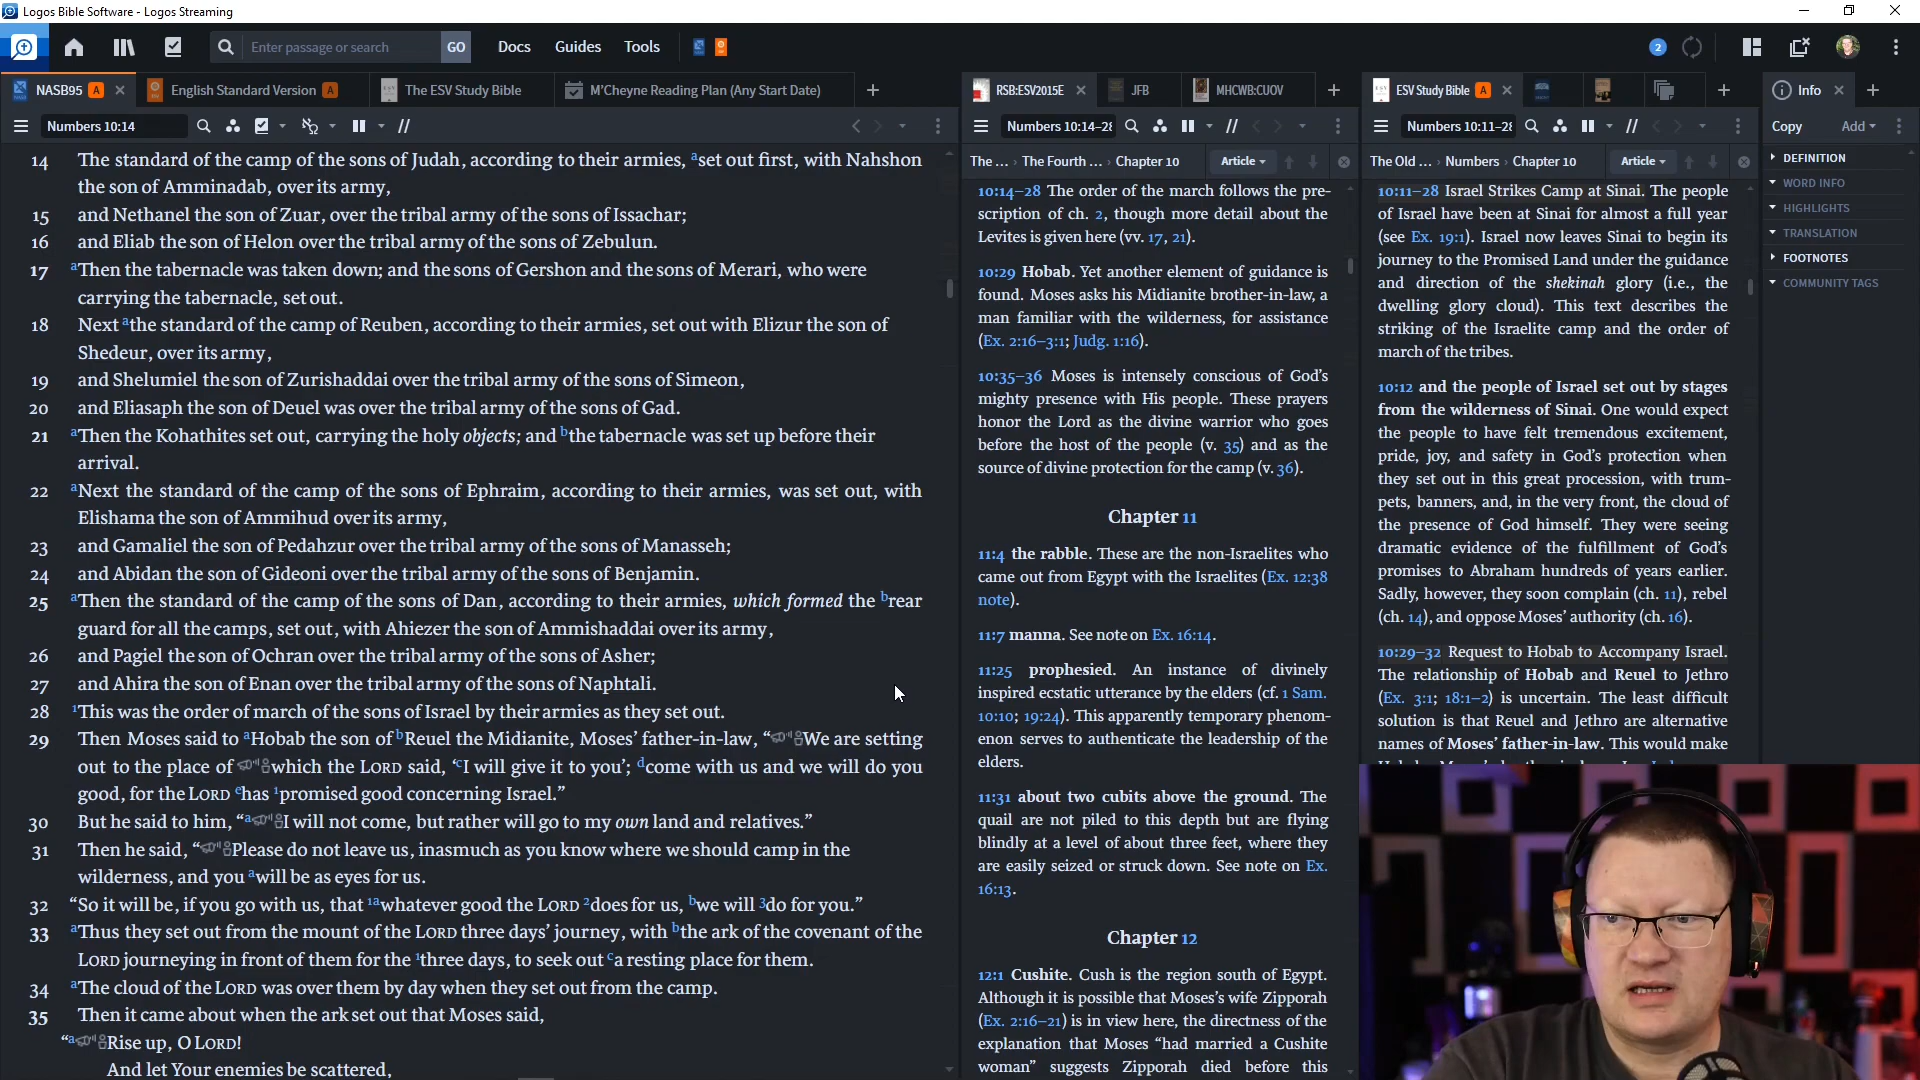 Logos Bible Software - Logos Streaming
Enter passage or search
GO
Docs
Guides
Tools
2
NASB95 A
English Standard Version A
The ESV Study Bible
M'Cheyne Reading Plan (Any Start Date)
RSB:ESV2015E
JFB
MHCWB:CUOV
ESV Study Bible A
Info
Numbers 10:14
Numbers 10:14–28
Numbers 10:11–28
Copy
Add
14 The standard of the camp of the sons of Judah, according to their armies, aset out first, with Nahshon
the son of Amminadab, over its army,
15 and Nethanel the son of Zuar, over the tribal army of the sons of Issachar;
16 and Eliab the son of Helon over the tribal army of the sons of Zebulun.
17 aThen the tabernacle was taken down; and the sons of Gershon and the sons of Merari, who were
carrying the tabernacle, set out.
18 Next athe standard of the camp of Reuben, according to their armies, set out with Elizur the son of
Shedeur, over its army,
19 and Shelumiel the son of Zurishaddai over the tribal army of the sons of Simeon,
20 and Eliasaph the son of Deuel was over the tribal army of the sons of Gad.
21 aThen the Kohathites set out, carrying the holy objects; and bthe tabernacle was set up before their
arrival.
22 aNext the standard of the camp of the sons of Ephraim, according to their armies, was set out, with
Elishama the son of Ammihud over its army,
23 and Gamaliel the son of Pedahzur over the tribal army of the sons of Manasseh;
24 and Abidan the son of Gideoni over the tribal army of the sons of Benjamin.
25 aThen the standard of the camp of the sons of Dan, according to their armies, which formed the brear
guard for all the camps, set out, with Ahiezer the son of Ammishaddai over its army,
26 and Pagiel the son of Ochran over the tribal army of the sons of Asher;
27 and Ahira the son of Enan over the tribal army of the sons of Naphtali.
28 1This was the order of march of the sons of Israel by their armies as they set out.
29 Then Moses said to aHobab the son of bReuel the Midianite, Moses' father-in-law, “We are setting
out to the place of which the LORD said, ‘cI will give it to you’; dcome with us and we will do you
good, for the LORD ehas 1promised good concerning Israel.”
30 But he said to him, “aI will not come, but rather will go to my own land and relatives.”
31 Then he said, “Please do not leave us, inasmuch as you know where we should camp in the
wilderness, and you awill be as eyes for us.
32 “So it will be, if you go with us, that 1awhatever good the LORD 2does for us, bwe will 3do for you.”
33 aThus they set out from the mount of the LORD three days' journey, with bthe ark of the covenant of the
LORD journeying in front of them for the 1three days, to seek out ca resting place for them.
34 aThe cloud of the LORD was over them by day when they set out from the camp.
35 Then it came about when the ark set out that Moses said,
“aRise up, O LORD!
And let Your enemies be scattered,
The ... › The Fourth ... › Chapter 10
Article
10:14–28 The order of the march follows the pre-
scription of ch. 2, though more detail about the
Levites is given here (vv. 17, 21).
10:29 Hobab. Yet another element of guidance is
found. Moses asks his Midianite brother-in-law, a
man familiar with the wilderness, for assistance
(Ex. 2:16–3:1; Judg. 1:16).
10:35–36 Moses is intensely conscious of God's
mighty presence with His people. These prayers
honor the Lord as the divine warrior who goes
before the host of the people (v. 35) and as the
source of divine protection for the camp (v. 36).
Chapter 11
11:4 the rabble. These are the non-Israelites who
came out from Egypt with the Israelites (Ex. 12:38
note).
11:7 manna. See note on Ex. 16:14.
11:25 prophesied. An instance of divinely
inspired ecstatic utterance by the elders (cf. 1 Sam.
10:10; 19:24). This apparently temporary phenom-
enon serves to authenticate the leadership of the
elders.
11:31 about two cubits above the ground. The
quail are not piled to this depth but are flying
blindly at a level of about three feet, where they
are easily seized or struck down. See note on Ex.
16:13.
Chapter 12
12:1 Cushite. Cush is the region south of Egypt.
Although it is possible that Moses's wife Zipporah
(Ex. 2:16–21) is in view here, the directness of the
explanation that Moses “had married a Cushite
woman” suggests Zipporah died before this
The Old ... › Numbers › Chapter 10
Article
10:11–28 Israel Strikes Camp at Sinai. The people
of Israel have been at Sinai for almost a full year
(see Ex. 19:1). Israel now leaves Sinai to begin its
journey to the Promised Land under the guidance
and direction of the shekinah glory (i.e., the
dwelling glory cloud). This text describes the
striking of the Israelite camp and the order of
march of the tribes.
10:12 and the people of Israel set out by stages
from the wilderness of Sinai. One would expect
the people to have felt tremendous excitement,
pride, joy, and safety in God's protection when
they set out in this great procession, with trum-
pets, banners, and, in the very front, the cloud of
the presence of God himself. They were seeing
dramatic evidence of the fulfillment of God's
promises to Abraham hundreds of years earlier.
Sadly, however, they soon complain (ch. 11), rebel
(ch. 14), and oppose Moses' authority (ch. 16).
10:29–32 Request to Hobab to Accompany Israel.
The relationship of Hobab and Reuel to Jethro
(Ex. 3:1; 18:1–2) is uncertain. The least difficult
solution is that Reuel and Jethro are alternative
names of Moses' father-in-law. This would make
DEFINITION
WORD INFO
HIGHLIGHTS
TRANSLATION
FOOTNOTES
COMMUNITY TAGS